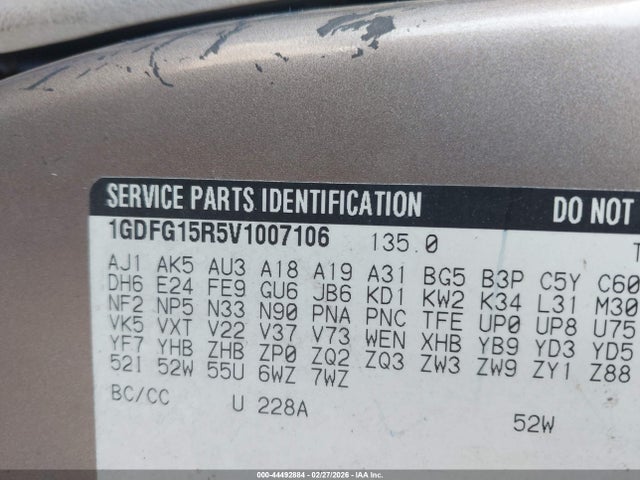 SERVICE PARTS IDENTIFICATION DO NOT
1GDFG15R5V1007106 135.0
AJ1 AK5 AU3 A18 A19 A31 BG5 B3P C5Y C60
DH6 E24 FE9 GU6 JB6 KD1 KW2 K34 L31 M30
NF2 NP5 N33 N90 PNA PNC TFE UP0 UP8 U75
VK5 VXT V22 V37 V73 WEN XHB YB9 YD3 YD5
YF7 YHB ZHB ZP0 ZQ2 ZQ3 ZW3 ZW9 ZY1 Z88
52I 52W 55U 6WZ 7WZ
BC/CC U 228A 52W
000-44492884 | 02/27/2026 - IAAI, Inc.